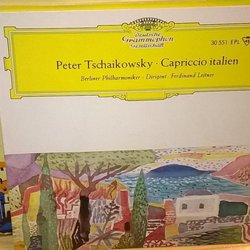 Deutsche
Grammophon
Gesellschaft
30 551 EPL
Peter Tschaikowsky · Capriccio italien
Berliner Philharmoniker · Dirigent: Ferdinand Leitner